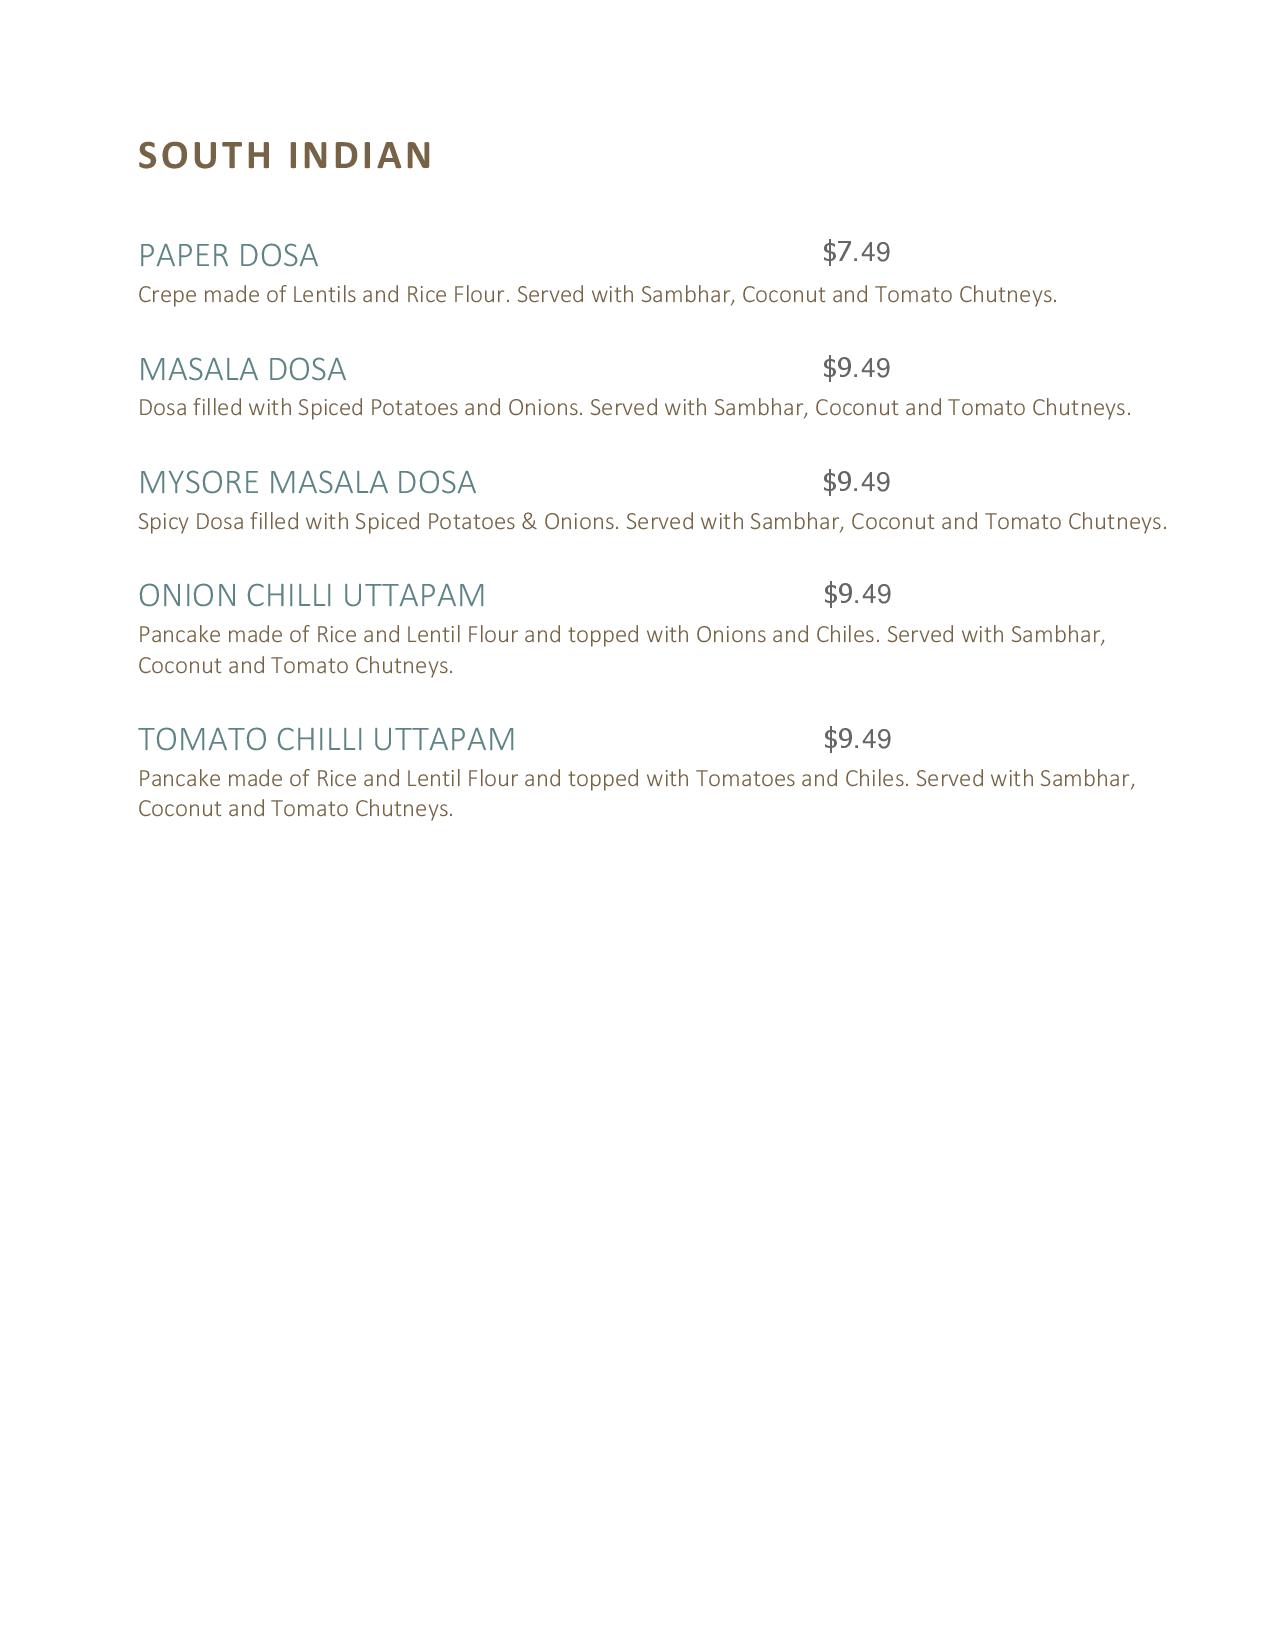 SOUTH INDIAN
PAPER DOSA $7.49
Crepe made of Lentils and Rice Flour. Served with Sambhar, Coconut and Tomato Chutneys.
MASALA DOSA $9.49
Dosa filled with Spiced Potatoes and Onions. Served with Sambhar, Coconut and Tomato Chutneys.
MYSORE MASALA DOSA $9.49
Spicy Dosa filled with Spiced Potatoes & Onions. Served with Sambhar, Coconut and Tomato Chutneys.
ONION CHILLI UTTAPAM $9.49
Pancake made of Rice and Lentil Flour and topped with Onions and Chiles. Served with Sambhar,
Coconut and Tomato Chutneys.
TOMATO CHILLI UTTAPAM $9.49
Pancake made of Rice and Lentil Flour and topped with Tomatoes and Chiles. Served with Sambhar,
Coconut and Tomato Chutneys.